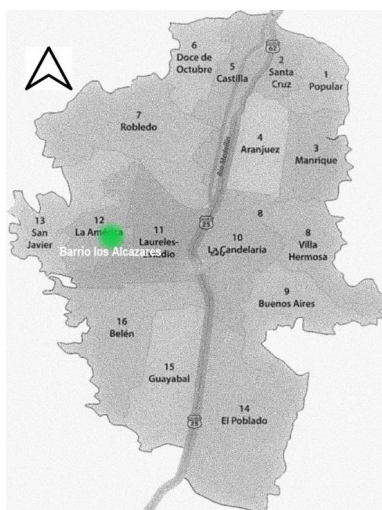 6
Doce de
Octubre
5
Castilla
62
2
Santa
Cruz
1
Popular
7
Robledo
Río Medellín
4
Aranjuez
3
Manrique
13
San
Javier
12
La América
11
Laureles-
Estadio
25
8
10
La Candelaria
8
Villa
Hermosa
Barrio los Alcazares
9
Buenos Aires
16
Belén
15
Guayabal
14
El Poblado
25